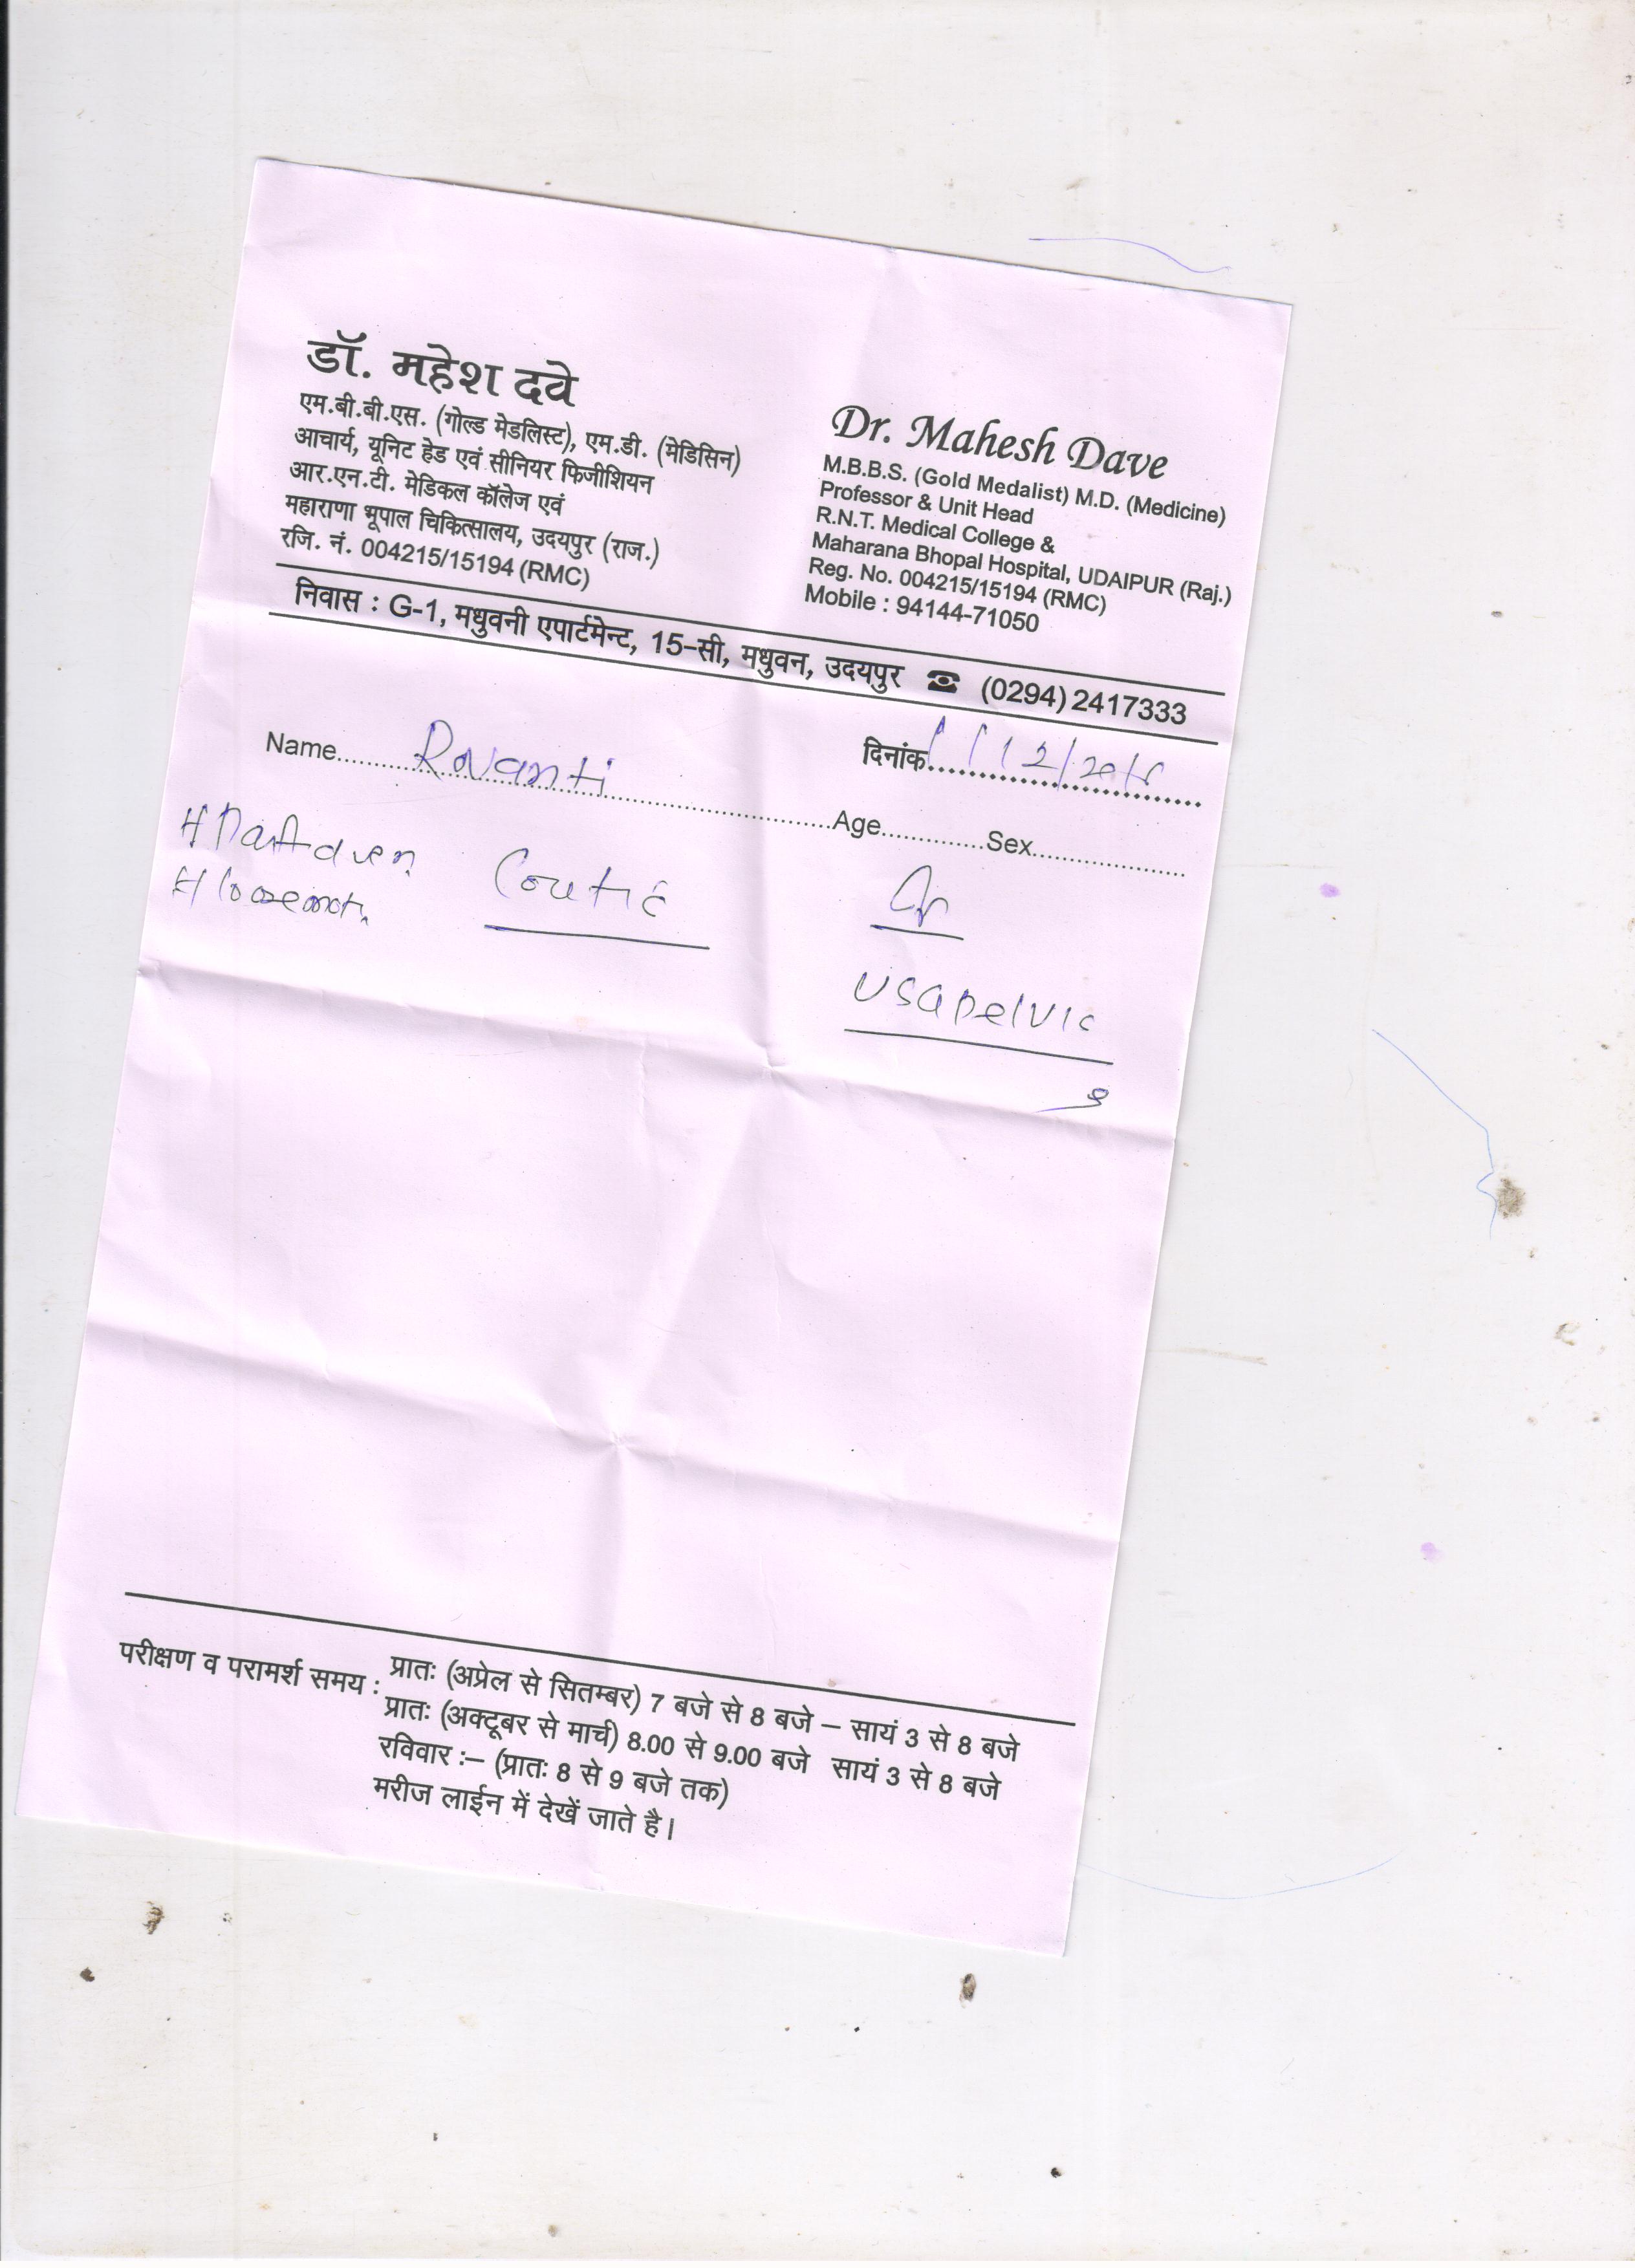 डॉ. महेश दवे
एम.बी.बी.एस. (गोल्ड मेडलिस्ट), एम.डी. (मेडिसिन)
आचार्य, यूनिट हेड एवं सीनियर फिजीशियन
आर.एन.टी. मेडिकल कॉलेज एवं
महाराणा भूपाल चिकित्सालय, उदयपुर (राज.)
रजि. नं. 004215/15194 (RMC)
Dr. Mahesh Dave
M.B.B.S. (Gold Medalist) M.D. (Medicine)
Professor & Unit Head
R.N.T. Medical College &
Maharana Bhopal Hospital, UDAIPUR (Raj.)
Reg. No. 004215/15194 (RMC)
Mobile : 94144-71050
निवास : G-1, मधुवनी एपार्टमेन्ट, 15-सी, मधुवन, उदयपुर ☎ (0294) 2417333
दिनांक
Name Age Sex
USG Pelvic
परीक्षण व परामर्श समय : प्रातः (अप्रेल से सितम्बर) 7 बजे से 8 बजे – सायं 3 से 8 बजे
प्रातः (अक्टूबर से मार्च) 8.00 से 9.00 बजे सायं 3 से 8 बजे
रविवार :– (प्रातः 8 से 9 बजे तक)
मरीज लाईन में देखें जाते है।